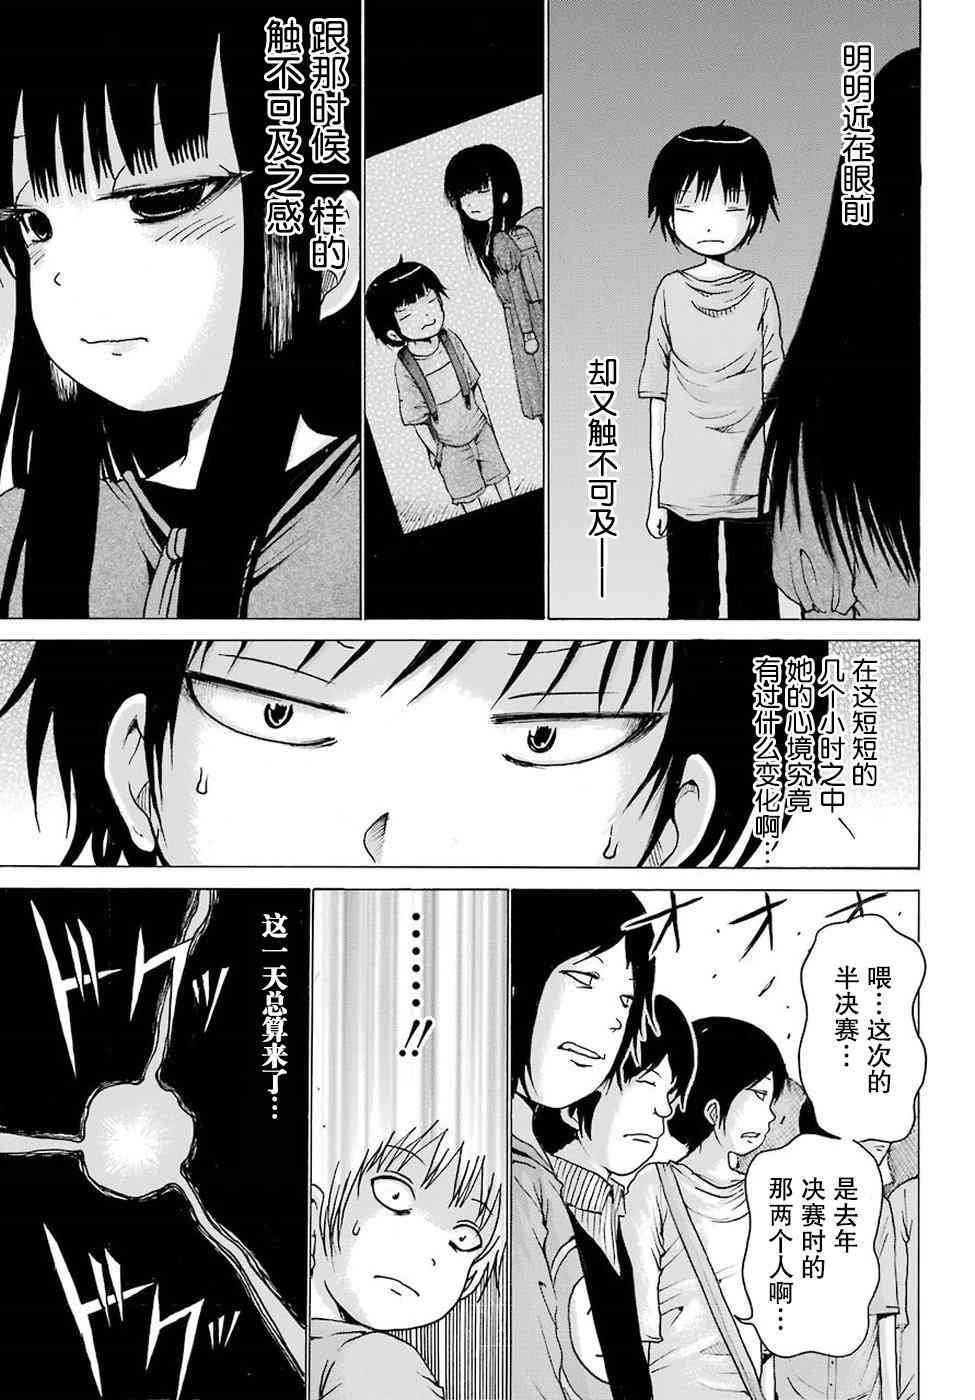 明明近在眼前
却又触不可及——
跟那时候一样的
触不可及之感
在这短短的
几个小时之中
她的心境究竟
有过什么变化啊…
喂…这次的
半决赛…
是去年
决赛时的
那两个人啊…
……!!
这一天总算来了…
ドクン
ドクン